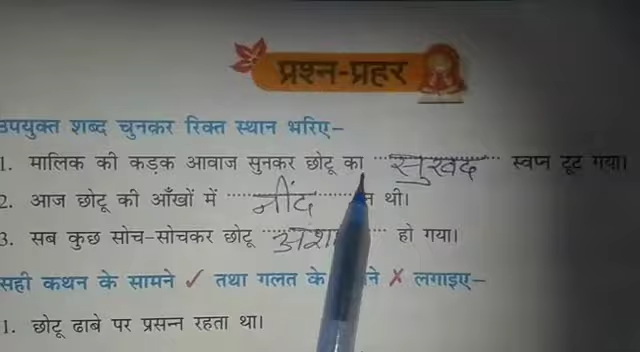 प्रश्न-प्रहर
उपयुक्त शब्द चुनकर रिक्त स्थान भरिए–
1. मालिक की कड़क आवाज सुनकर छोटू का सुखद स्वप्न टूट गया।
2. आज छोटू की आँखों में नींद थी।
3. सब कुछ सोच-सोचकर छोटू हो गया।
सही कथन के सामने ✓ तथा गलत के ✗ लगाइए–
1. छोटू ढाबे पर प्रसन्न रहता था।